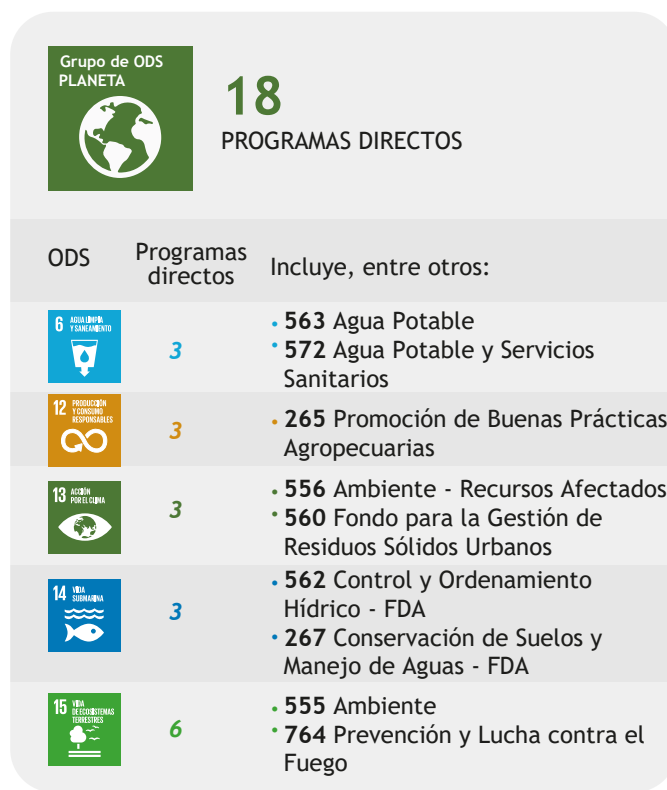 Grupo de ODS
PLANETA
18
PROGRAMAS DIRECTOS
ODS
Programas
directos
Incluye, entre otros:
6 AGUA LIMPIA
Y SANEAMIENTO
3
• 563 Agua Potable
• 572 Agua Potable y Servicios
Sanitarios
12 PRODUCCIÓN
Y CONSUMO
RESPONSABLES
3
• 265 Promoción de Buenas Prácticas
Agropecuarias
13 ACCIÓN
POR EL CLIMA
3
• 556 Ambiente - Recursos Afectados
• 560 Fondo para la Gestión de
Residuos Sólidos Urbanos
14 VIDA
SUBMARINA
3
• 562 Control y Ordenamiento
Hídrico - FDA
• 267 Conservación de Suelos y
Manejo de Aguas - FDA
15 VIDA
DE ECOSISTEMAS
TERRESTRES
6
• 555 Ambiente
• 764 Prevención y Lucha contra el
Fuego